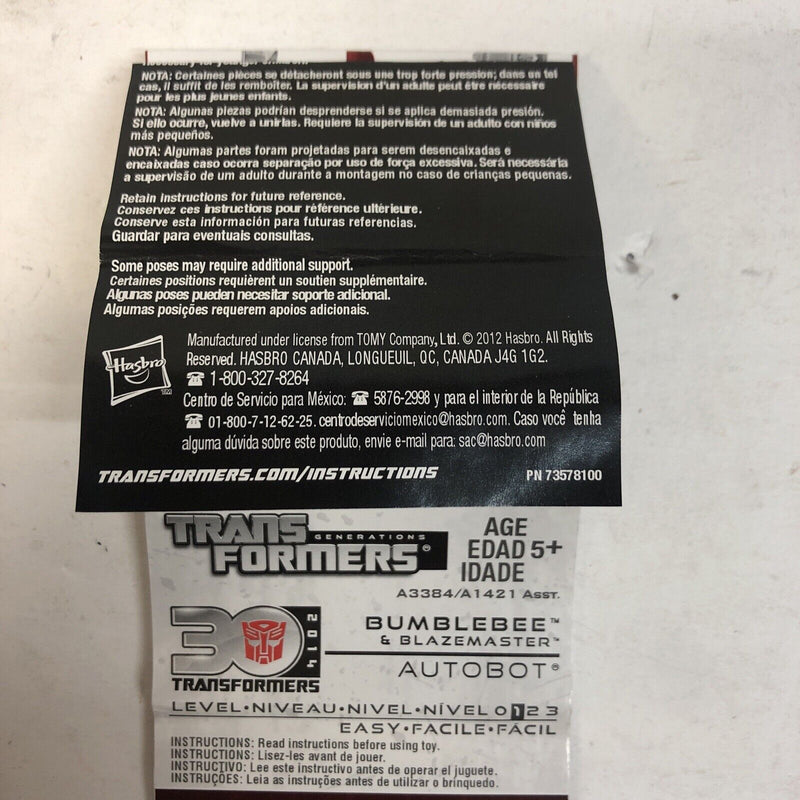 necessary for younger children.
NOTA: Certaines pièces se détacheront sous une trop forte pression; dans un tel
cas, il suffit de les remboîter. La supervision d'un adulte peut être nécessaire
pour les plus jeunes enfants.
NOTA: Algunas piezas podrían desprenderse si se aplica demasiada presión.
Si ello ocurre, vuelve a unirlas. Requiere la supervisión de un adulto con niños
más pequeños.
NOTA: Algumas partes foram projetadas para serem desencaixadas e
encaixadas caso ocorra separação por uso de força excessiva. Será necessária
a supervisão de um adulto durante a montagem no caso de crianças pequenas.
Retain instructions for future reference.
Conservez ces instructions pour référence ultérieure.
Conserve esta información para futuras referencias.
Guardar para eventuais consultas.
Some poses may require additional support.
Certaines positions requièrent un soutien supplémentaire.
Algunas poses pueden necesitar soporte adicional.
Algumas posições requerem apoios adicionais.
Hasbro TM
Manufactured under license from TOMY Company, Ltd. © 2012 Hasbro. All Rights
Reserved. HASBRO CANADA, LONGUEUIL, QC, CANADA J4G 1G2.
☎ 1-800-327-8264
Centro de Servicio para México: ☎ 5876-2998 y para el interior de la República
☎ 01-800-7-12-62-25. centrodeserviciomexico@hasbro.com. Caso você tenha
alguma dúvida sobre este produto, envie e-mail para: sac@hasbro.com
TRANSFORMERS.COM/INSTRUCTIONS
PN 73578100
TRANSFORMERS®
GENERATIONS
AGE
EDAD 5+
IDADE
A3384/A1421 ASST.
30 2014
TRANSFORMERS
BUMBLEBEE™
& BLAZEMASTER™
AUTOBOT®
LEVEL•NIVEAU•NIVEL•NÍVEL 0 1 2 3
EASY•FACILE•FÁCIL
INSTRUCTIONS: Read instructions before using toy.
INSTRUCTIONS: Lisez-les avant de jouer.
INSTRUCTIVO: Lee este instructivo antes de operar el juguete.
INSTRUÇÕES: Leia as instruções antes de utilizar o brinquedo.